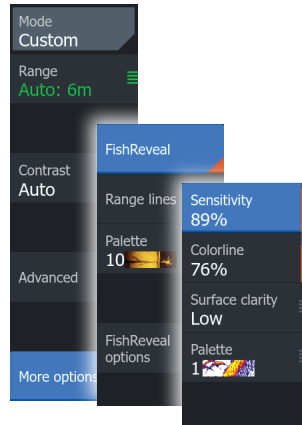 Mode
Custom
Range
Auto: 6m
Contrast
Auto
Advanced
More options
FishReveal
Range lines
Palette
10
FishReveal
options
Sensitivity
89%
Colorline
76%
Surface clarity
Low
Palette
1